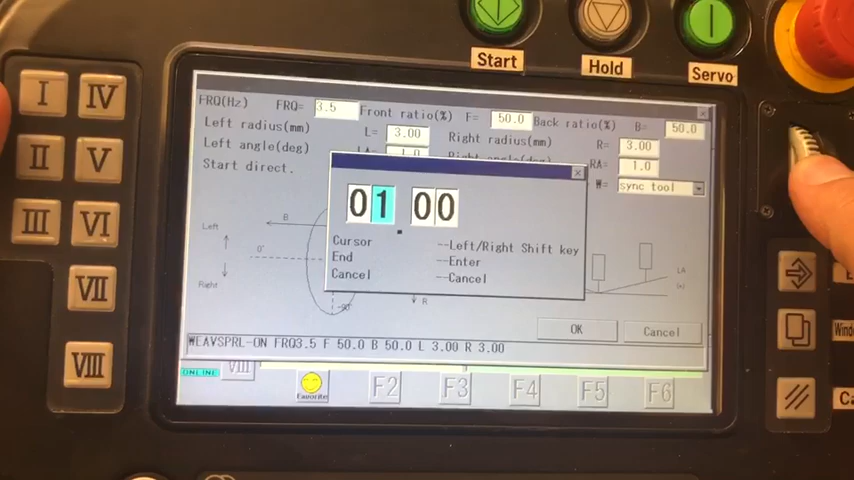 Start
Hold
Servo
I
IV
II
V
III
VI
VII
VIII
FRQ(Hz) FRQ= 3.5 Front ratio(%) F= 50.0 Back ratio(%) B= 50.0
Left radius(mm) L= 3.00 Right radius(mm) R= 3.00
Left angle(deg) RA= 1.0
Start direct. W= sync tool
01.00
Cursor --Left/Right Shift key
End --Enter
Cancel --Cancel
Left
B
0°
Right
-90°
R
LA
OK Cancel
WEAVSPRL-ON FRQ3.5 F 50.0 B 50.0 L 3.00 R 3.00
ONLINE
VIII
Favorite
F2 F3 F4 F5 F6